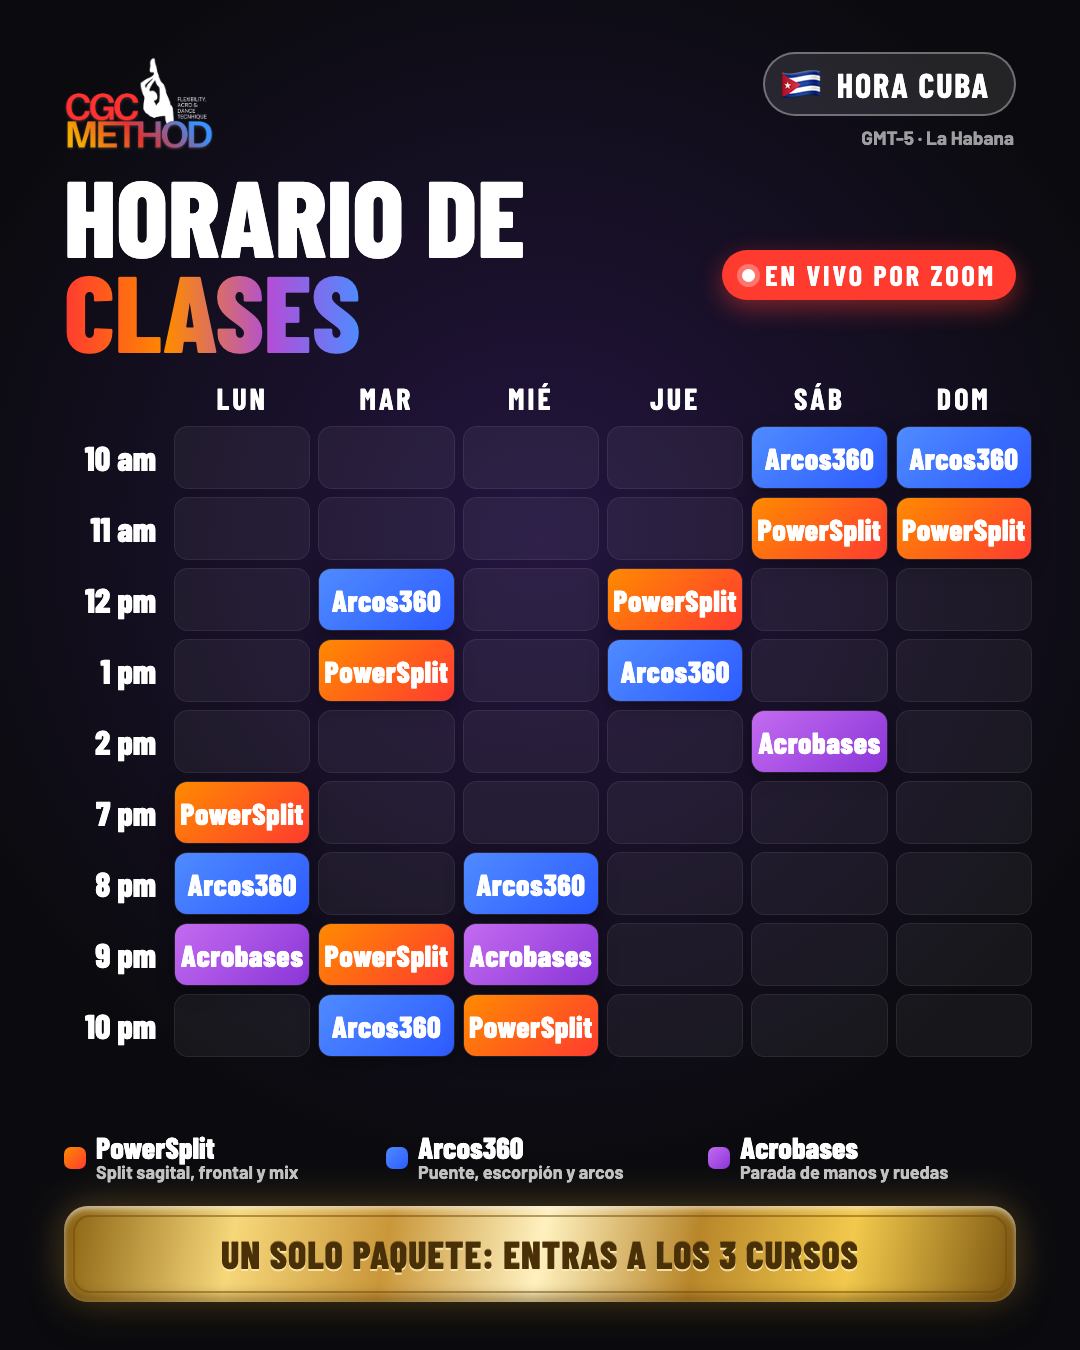 CGC
METHOD
FLEXIBILITY,
ACRO &
DANCE
TECNHIQUE
HORA CUBA
GMT-5 · La Habana
HORARIO DE
CLASES
EN VIVO POR ZOOM
LUN MAR MIÉ JUE SÁB DOM
10 am Arcos360 Arcos360
11 am PowerSplit PowerSplit
12 pm Arcos360 PowerSplit
1 pm PowerSplit Arcos360
2 pm Acrobases
7 pm PowerSplit
8 pm Arcos360 Arcos360
9 pm Acrobases PowerSplit Acrobases
10 pm Arcos360 PowerSplit
PowerSplit
Split sagital, frontal y mix
Arcos360
Puente, escorpión y arcos
Acrobases
Parada de manos y ruedas
UN SOLO PAQUETE: ENTRAS A LOS 3 CURSOS